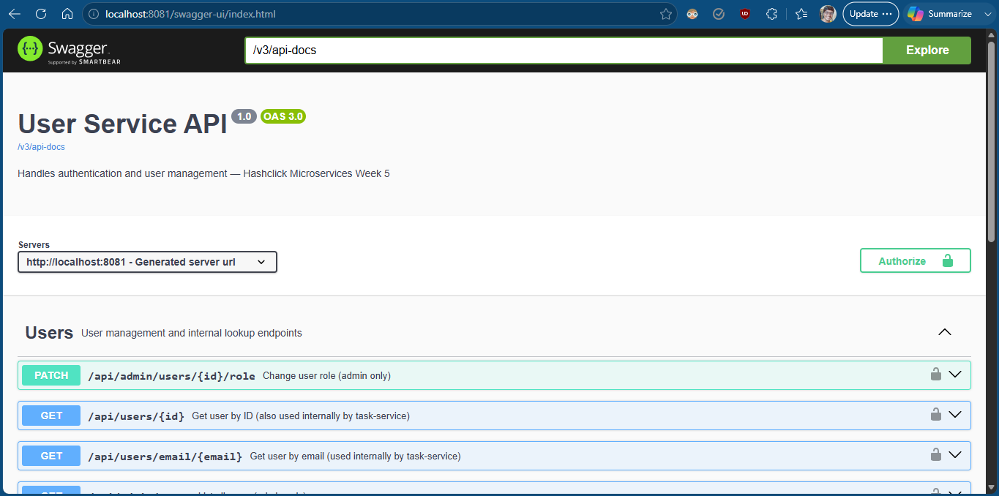 localhost:8081/swagger-ui/index.html
Update
Summarize
Swagger
Supported by SMARTBEAR
/v3/api-docs
Explore
User Service API 1.0 OAS 3.0
/v3/api-docs
Handles authentication and user management — Hashclick Microservices Week 5
Servers
http://localhost:8081 - Generated server url
Authorize
Users User management and internal lookup endpoints
PATCH /api/admin/users/{id}/role Change user role (admin only)
GET /api/users/{id} Get user by ID (also used internally by task-service)
GET /api/users/email/{email} Get user by email (used internally by task-service)
GET